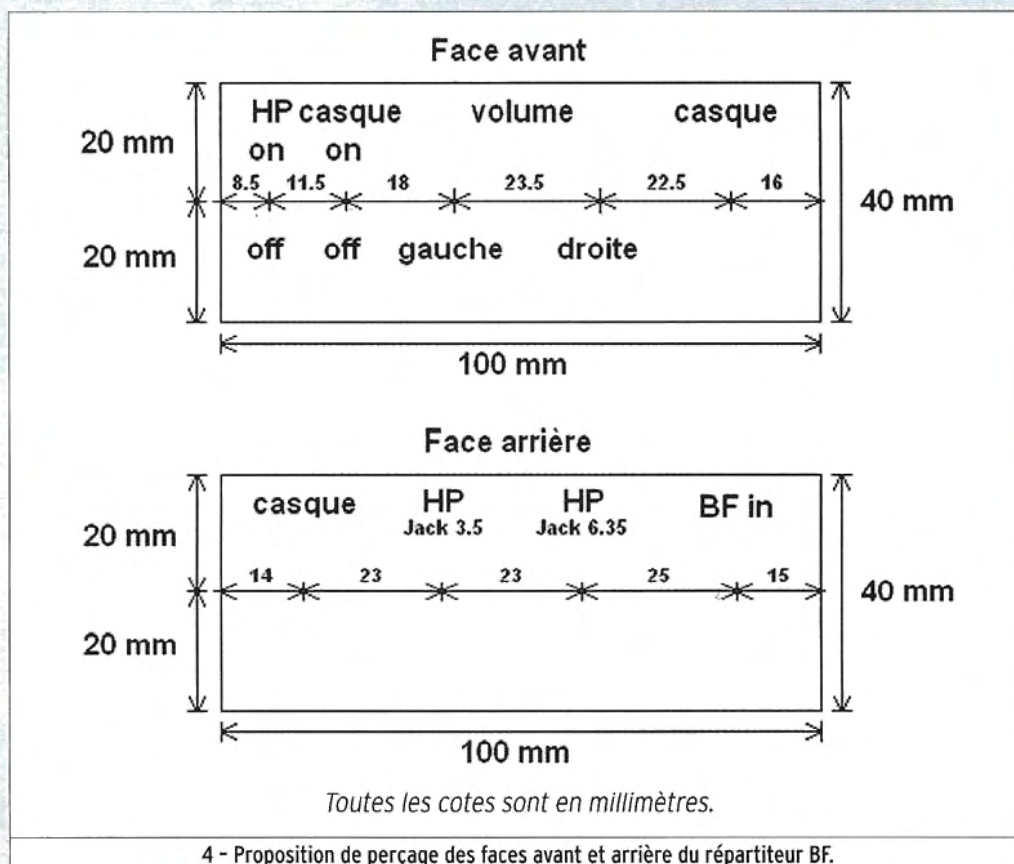 Face avant
HP casque volume casque
on on
20 mm
8.5 11.5 18 23.5 22.5 16
40 mm
20 mm
off off gauche droite
100 mm
Face arrière
casque HP HP BF in
Jack 3.5 Jack 6.35
20 mm
14 23 23 25 15
40 mm
20 mm
100 mm
Toutes les cotes sont en millimètres.
4 - Proposition de perçage des faces avant et arrière du répartiteur BF.